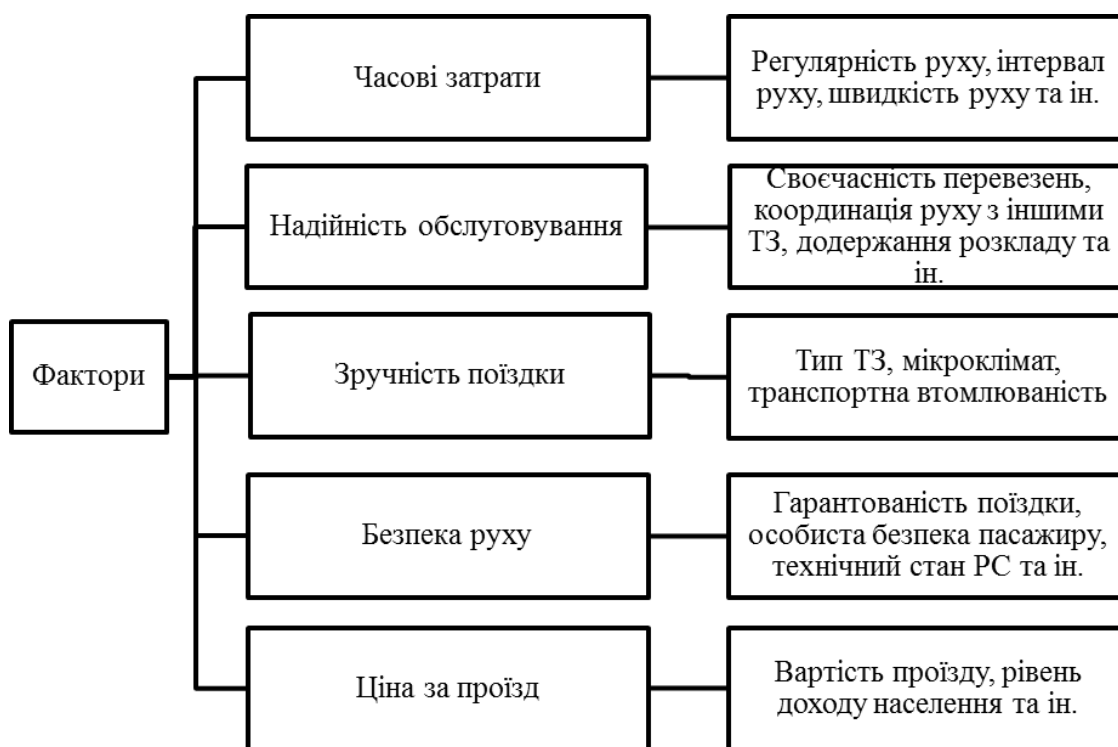 Фактори
Часові затрати
Регулярність руху, інтервал
руху, швидкість руху та ін.
Надійність обслуговування
Своєчасність перевезень,
координація руху з іншими
ТЗ, додержання розкладу та
ін.
Зручність поїздки
Тип ТЗ, мікроклімат,
транспортна втомлюваність
Безпека руху
Гарантованість поїздки,
особиста безпека пасажиру,
технічний стан РС та ін.
Ціна за проїзд
Вартість проїзду, рівень
доходу населення та ін.